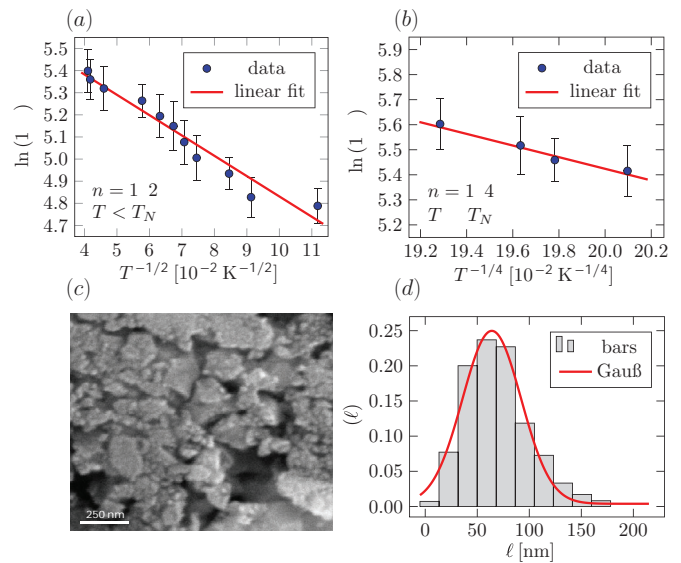 (a)
5.5
5.4
5.3
5.2
5.1
5.0
4.9
4.8
4.7
ln (1 )
data
linear fit
n = 1 2
T < T_N
4 5 6 7 8 9 10 11
T^{-1/2} [10^{-2} K^{-1/2}]
(b)
5.9
5.8
5.7
5.6
5.5
5.4
5.3
5.2
ln (1 )
data
linear fit
n = 1 4
T T_N
19.2 19.4 19.6 19.8 20.0 20.2
T^{-1/4} [10^{-2} K^{-1/4}]
(c)
250 nm
(d)
0.25
0.20
0.15
0.10
0.05
0.00
(ℓ)
bars
Gauß
0 50 100 150 200
ℓ [nm]